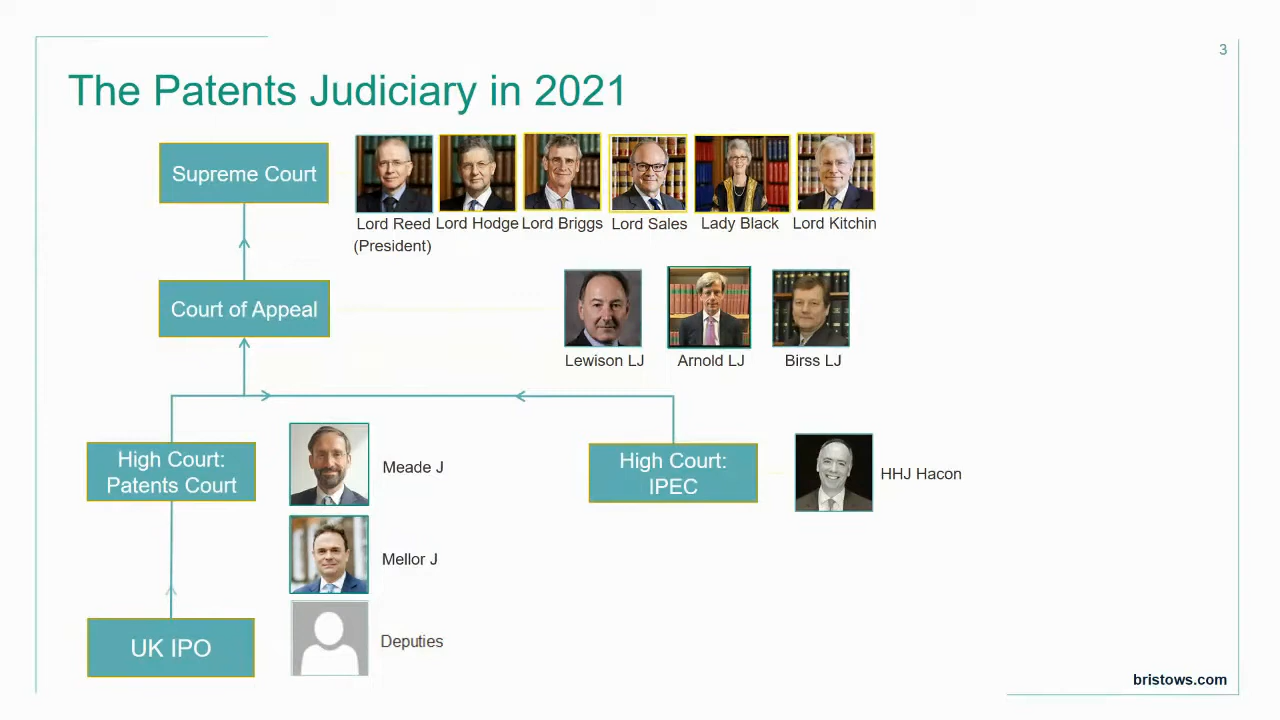 3
The Patents Judiciary in 2021
Supreme Court
Lord Reed
(President)
Lord Hodge
Lord Briggs
Lord Sales
Lady Black
Lord Kitchin
Court of Appeal
Lewison LJ
Arnold LJ
Birss LJ
High Court:
Patents Court
Meade J
High Court:
IPEC
HHJ Hacon
Mellor J
UK IPO
Deputies
bristows.com